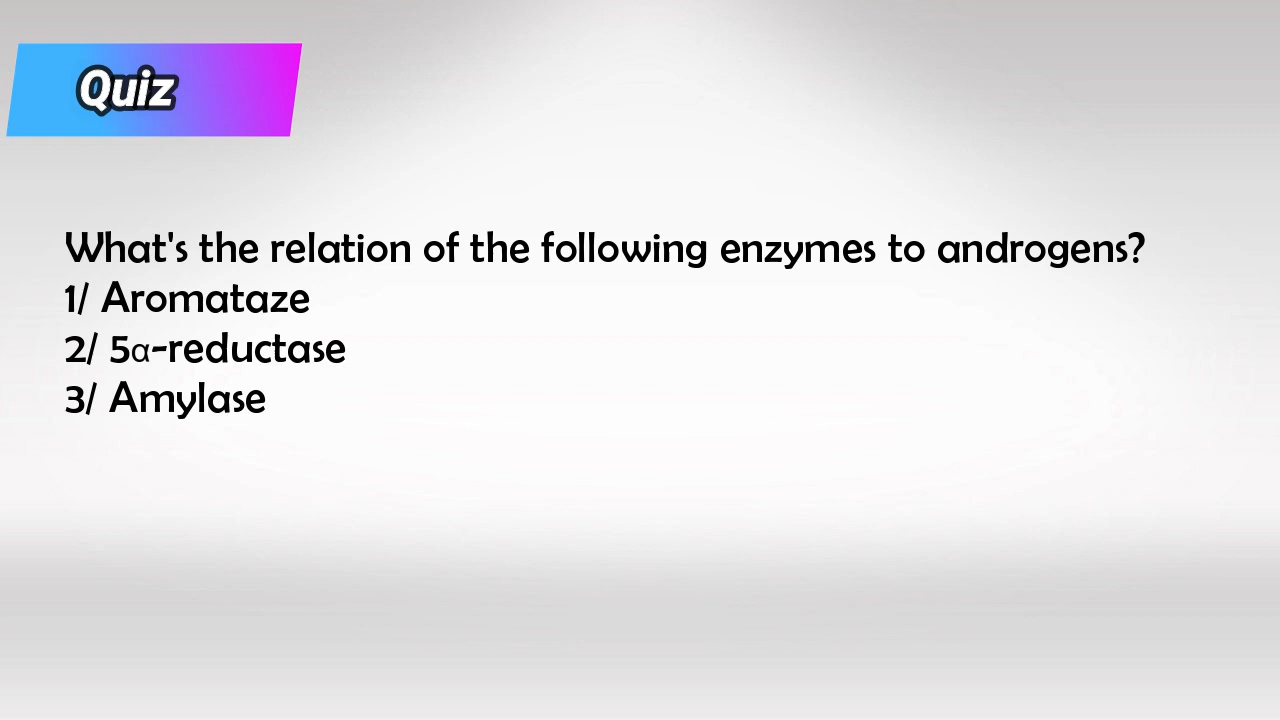 Quiz
What's the relation of the following enzymes to androgens?
1/ Aromataze
2/ 5α-reductase
3/ Amylase